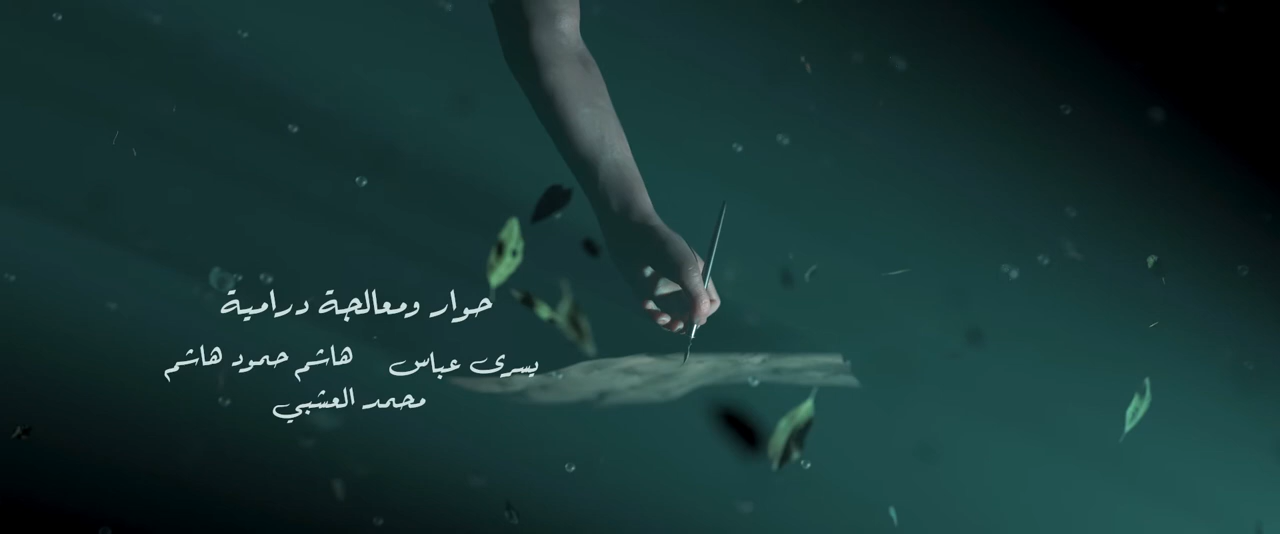 حوار ومعالجة درامية
يسرى عباس هاشم حمود هاشم
محمد العشبي